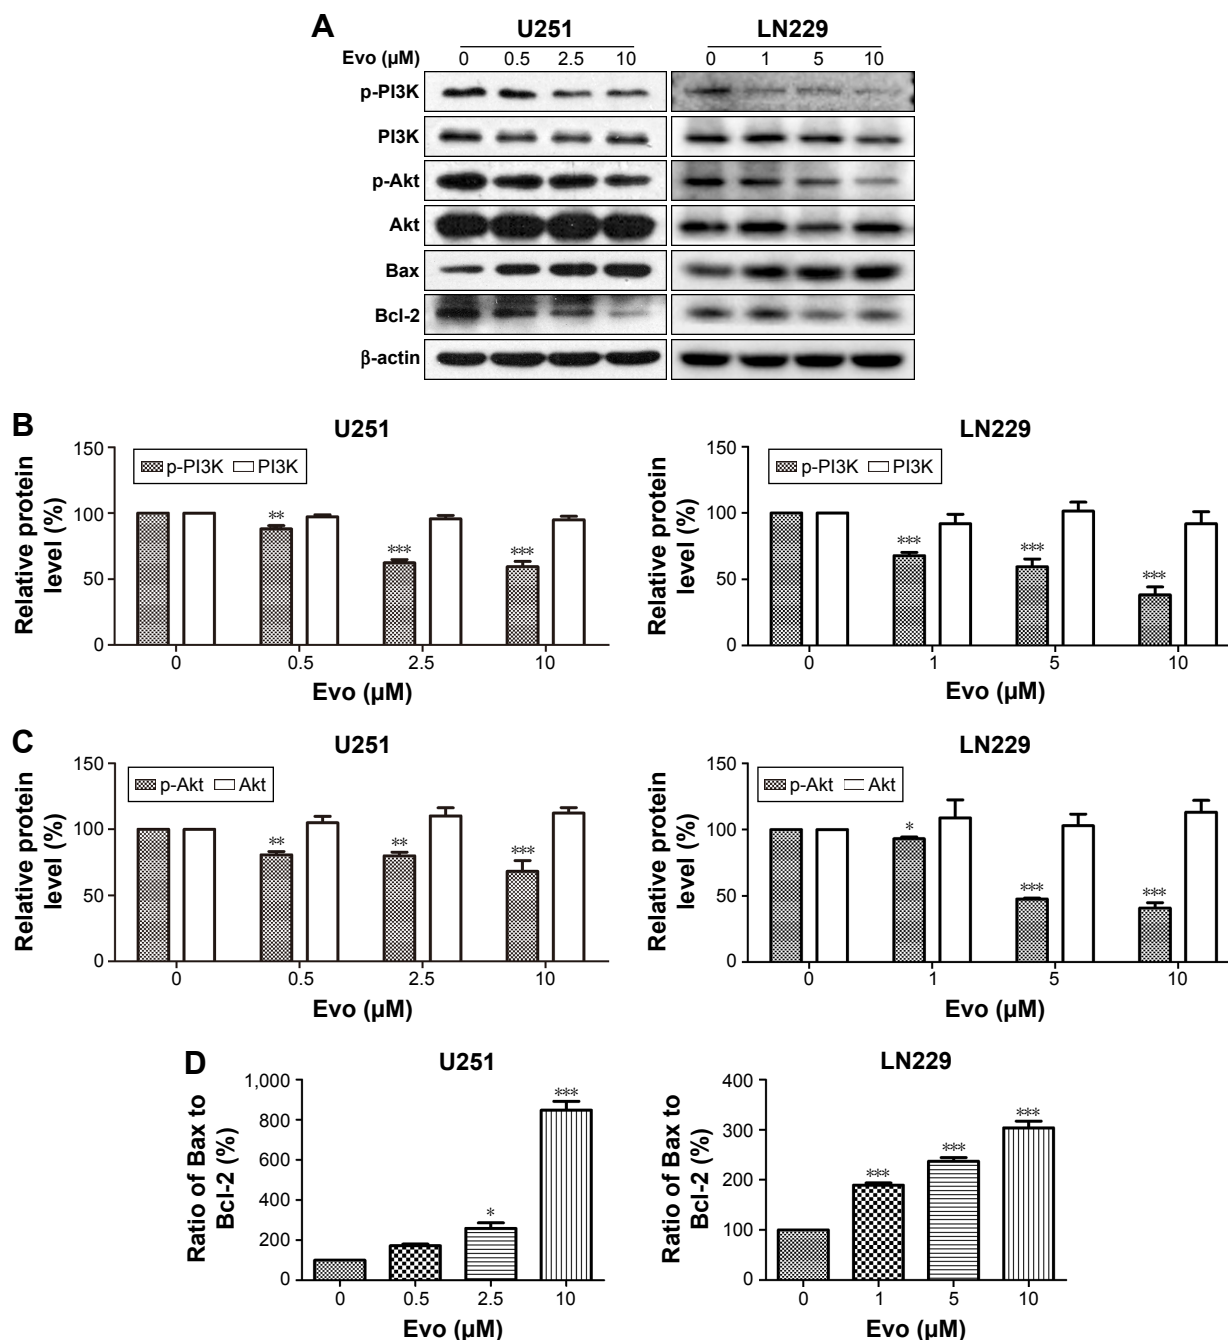 A
U251 LN229
Evo (µM) 0 0.5 2.5 10 0 1 5 10
p-PI3K
PI3K
p-Akt
Akt
Bax
Bcl-2
β-actin
B
U251
Relative protein
level (%)
150
100
50
0
p-PI3K PI3K
** *** ***
0 0.5 2.5 10
Evo (µM)
LN229
Relative protein
level (%)
150
100
50
0
p-PI3K PI3K
*** *** ***
0 1 5 10
Evo (µM)
C
U251
Relative protein
level (%)
150
100
50
0
p-Akt Akt
** ** ***
0 0.5 2.5 10
Evo (µM)
LN229
Relative protein
level (%)
150
100
50
0
p-Akt Akt
* *** ***
0 1 5 10
Evo (µM)
D
U251
Ratio of Bax to
Bcl-2 (%)
1,000
800
600
400
200
0
* ***
0 0.5 2.5 10
Evo (µM)
LN229
Ratio of Bax to
Bcl-2 (%)
400
300
200
100
0
*** *** ***
0 1 5 10
Evo (µM)